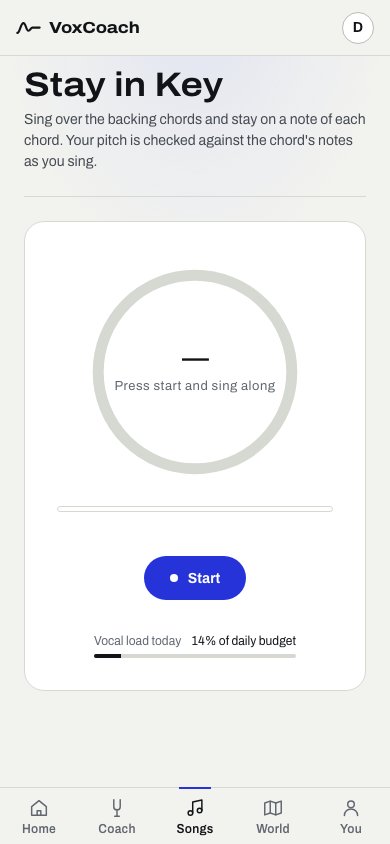 VoxCoach
D
Stay in Key
Sing over the backing chords and stay on a note of each
chord. Your pitch is checked against the chord's notes
as you sing.
—
Press start and sing along
Start
Vocal load today 14% of daily budget
Home Coach Songs World You